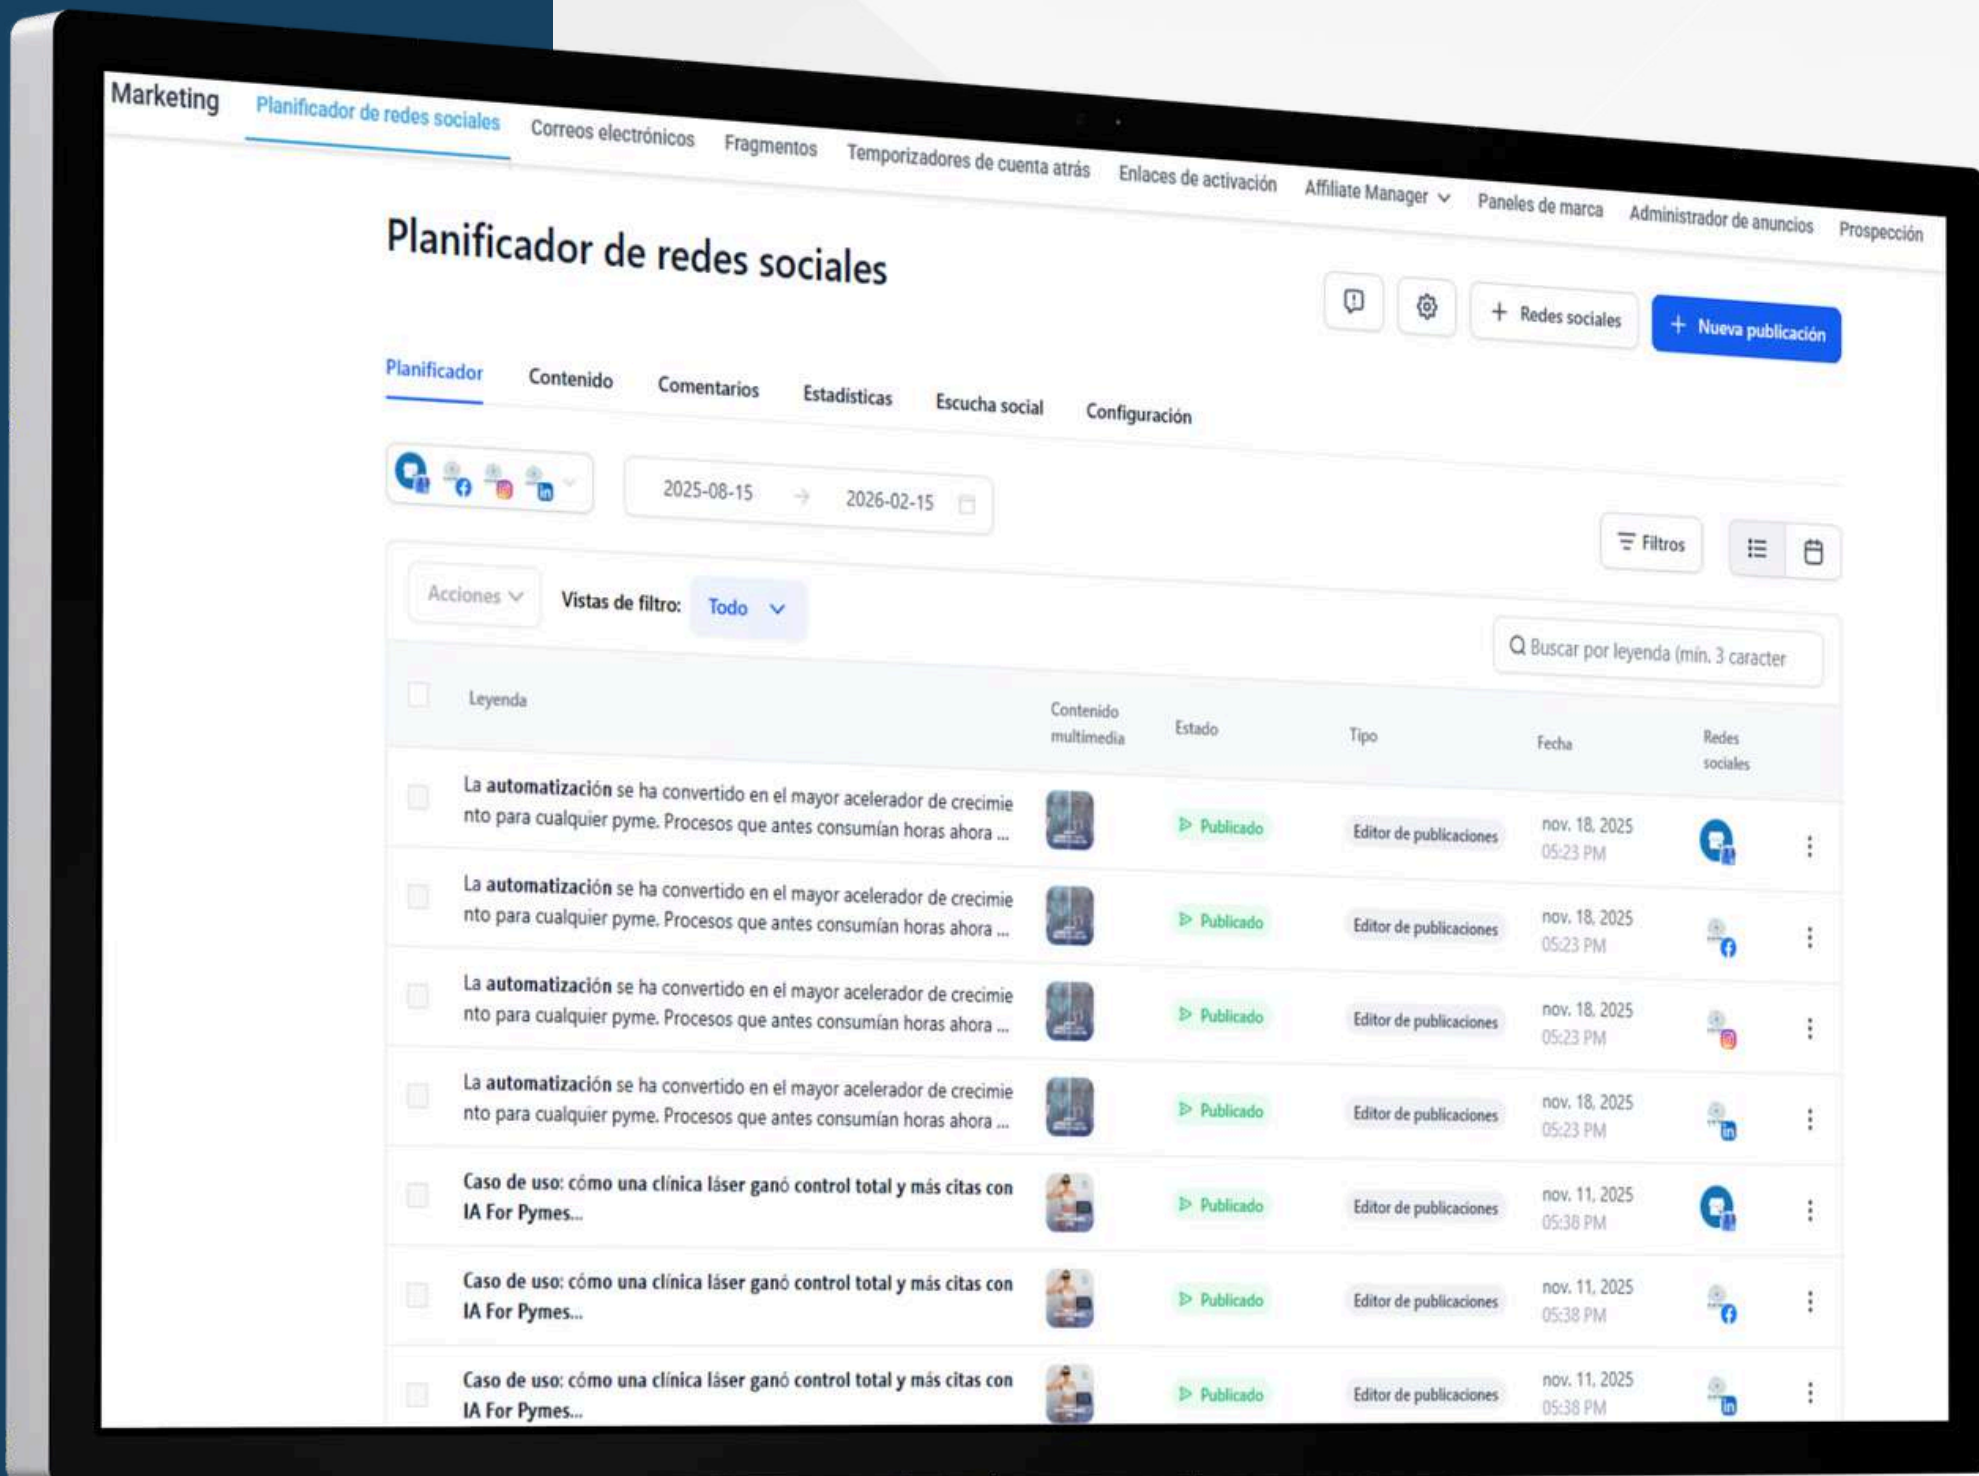 Marketing
Planificador de redes sociales
Correos electrónicos
Fragmentos
Temporizadores de cuenta atrás
Enlaces de activación
Affiliate Manager
Paneles de marca
Administrador de anuncios
Prospección
Planificador de redes sociales
+ Redes sociales
+ Nueva publicación
Planificador
Contenido
Comentarios
Estadísticas
Escucha social
Configuración
2025-08-15 → 2026-02-15
Filtros
Acciones
Vistas de filtro:
Todo
Buscar por leyenda (mín. 3 caracter
Leyenda
Contenido
multimedia
Estado
Tipo
Fecha
Redes
sociales
La automatización se ha convertido en el mayor acelerador de crecimie
nto para cualquier pyme. Procesos que antes consumían horas ahora ...
Publicado
Editor de publicaciones
nov. 18, 2025
05:23 PM
La automatización se ha convertido en el mayor acelerador de crecimie
nto para cualquier pyme. Procesos que antes consumían horas ahora ...
Publicado
Editor de publicaciones
nov. 18, 2025
05:23 PM
La automatización se ha convertido en el mayor acelerador de crecimie
nto para cualquier pyme. Procesos que antes consumían horas ahora ...
Publicado
Editor de publicaciones
nov. 18, 2025
05:23 PM
La automatización se ha convertido en el mayor acelerador de crecimie
nto para cualquier pyme. Procesos que antes consumían horas ahora ...
Publicado
Editor de publicaciones
nov. 18, 2025
05:23 PM
Caso de uso: cómo una clínica láser ganó control total y más citas con
IA For Pymes...
Publicado
Editor de publicaciones
nov. 11, 2025
05:38 PM
Caso de uso: cómo una clínica láser ganó control total y más citas con
IA For Pymes...
Publicado
Editor de publicaciones
nov. 11, 2025
05:38 PM
Caso de uso: cómo una clínica láser ganó control total y más citas con
IA For Pymes...
Publicado
Editor de publicaciones
nov. 11, 2025
05:38 PM